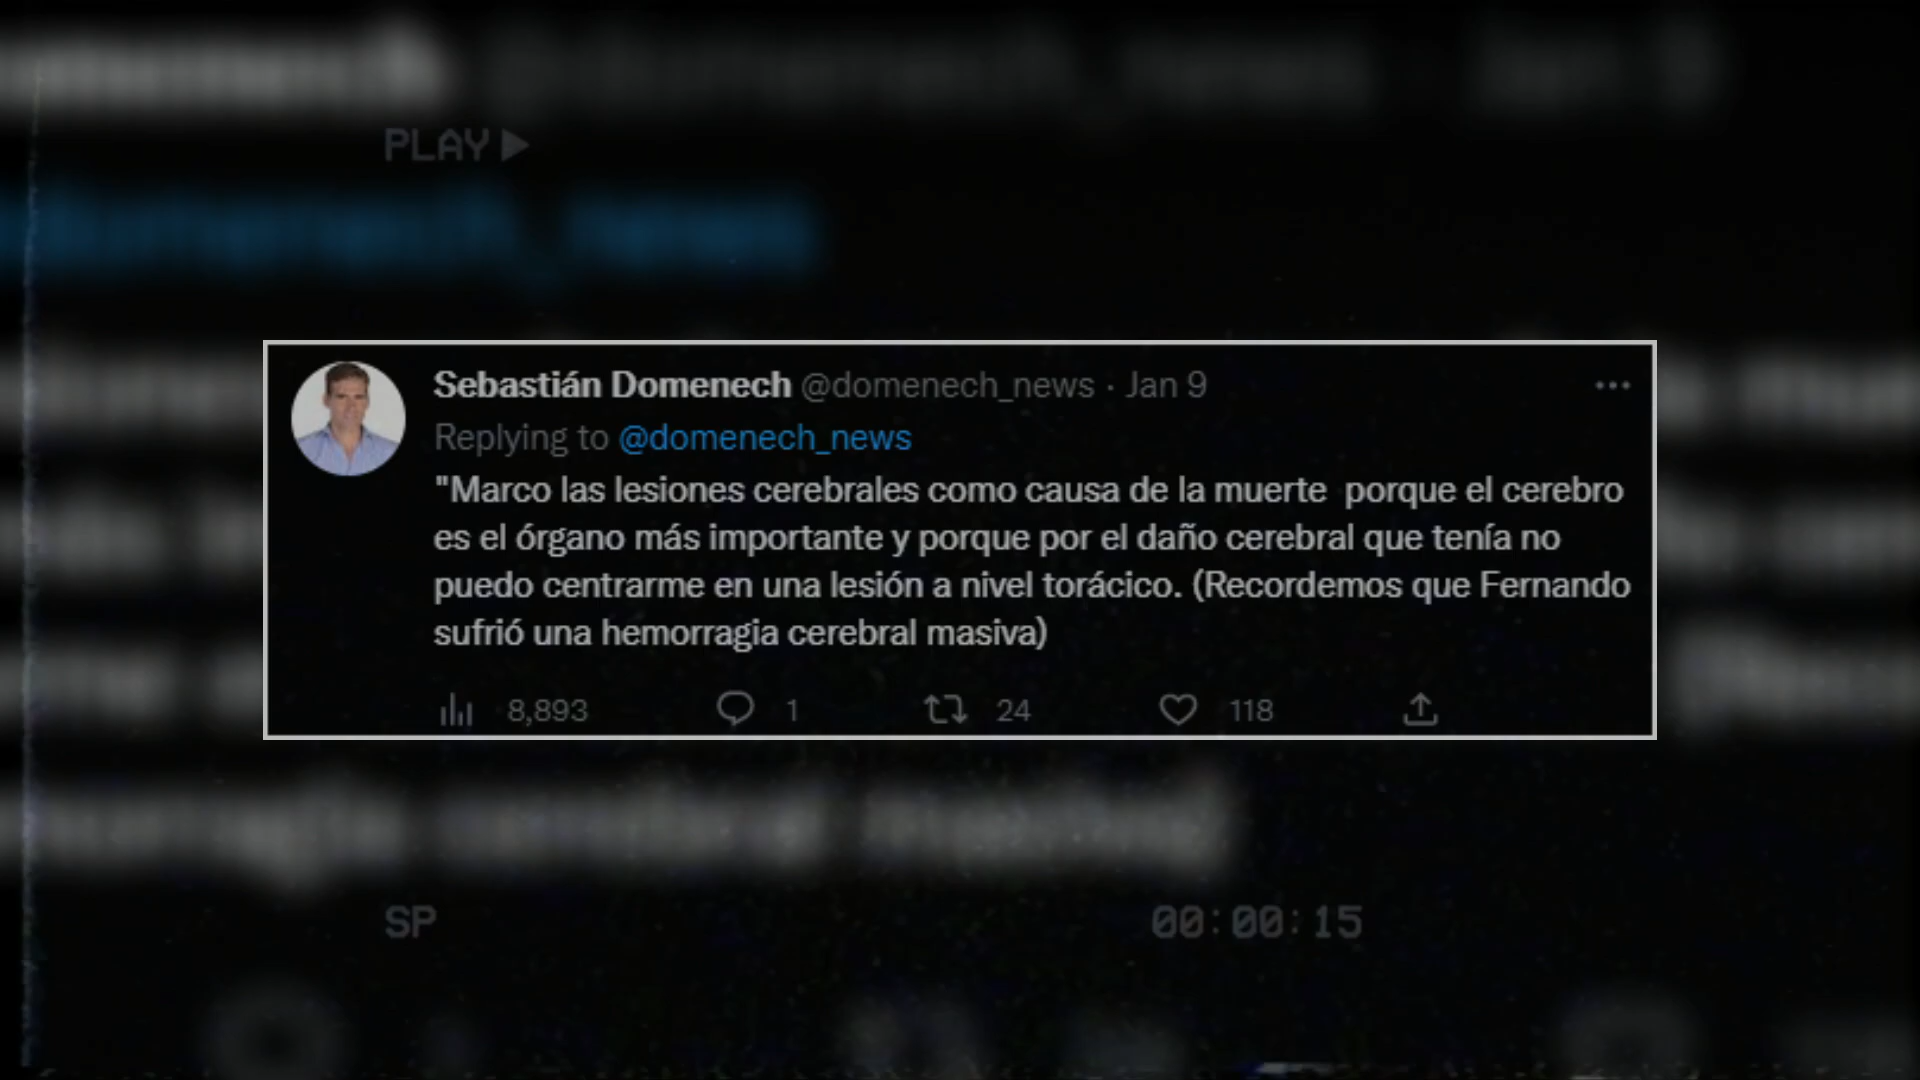 PLAY
Sebastián Domenech @domenech_news · Jan 9
Replying to @domenech_news
"Marco las lesiones cerebrales como causa de la muerte  porque el cerebro
es el órgano más importante y porque por el daño cerebral que tenía no
puedo centrarme en una lesión a nivel torácico. (Recordemos que Fernando
sufrió una hemorragia cerebral masiva)
8,893 1 24 118
SP 00:00:15